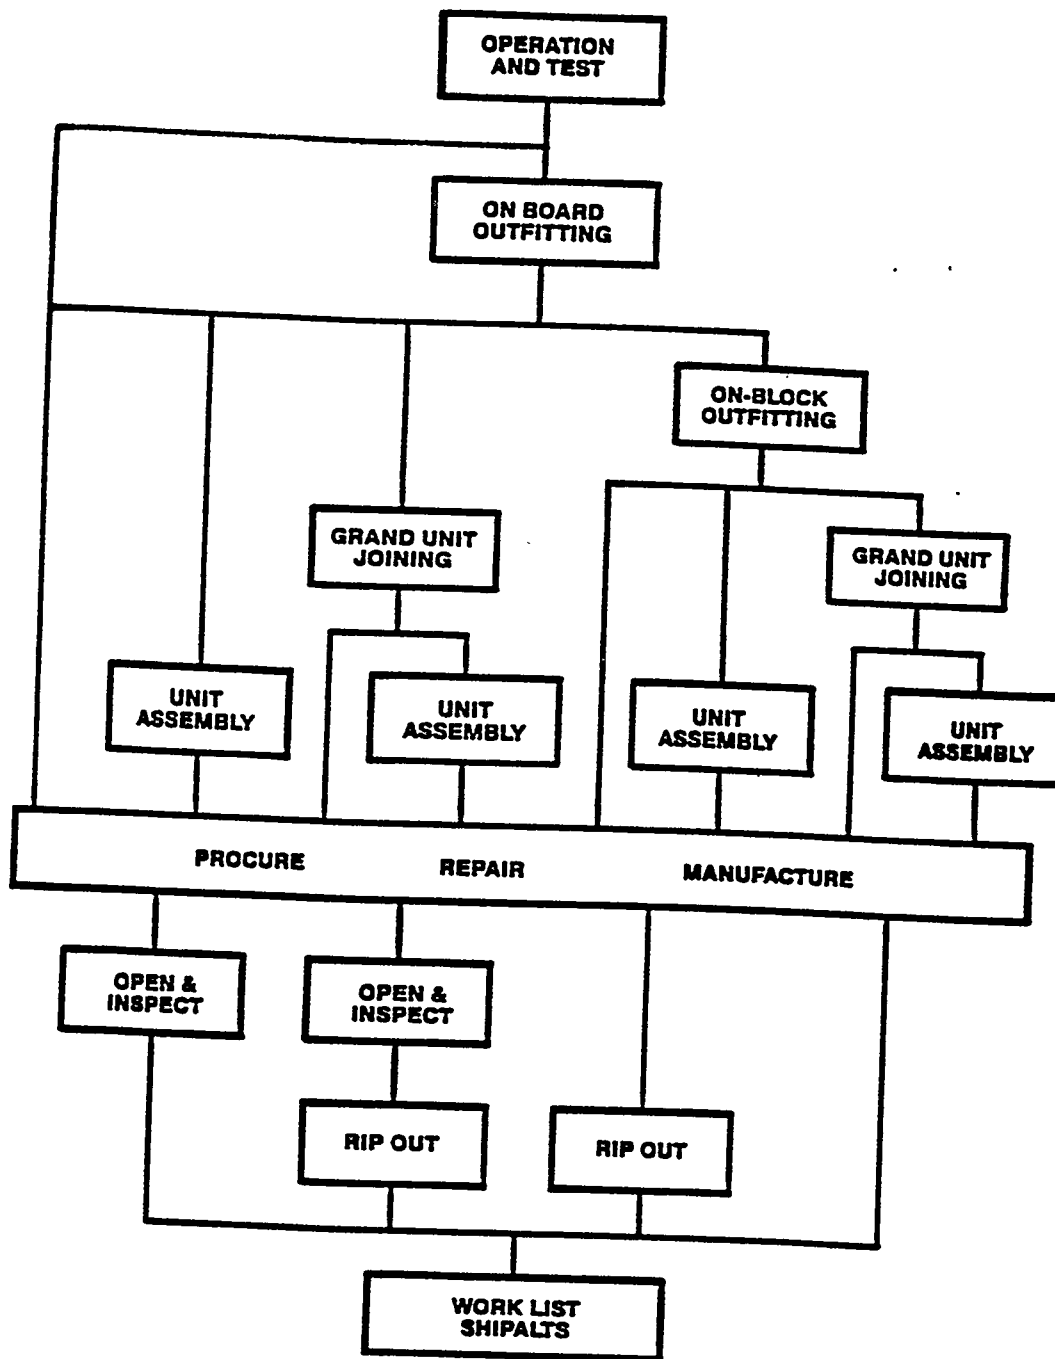 OPERATION
AND TEST
ON BOARD
OUTFITTING
ON-BLOCK
OUTFITTING
GRAND UNIT
JOINING
GRAND UNIT
JOINING
UNIT
ASSEMBLY
UNIT
ASSEMBLY
UNIT
ASSEMBLY
UNIT
ASSEMBLY
PROCURE REPAIR MANUFACTURE
OPEN &
INSPECT
OPEN &
INSPECT
RIP OUT
RIP OUT
WORK LIST
SHIPALTS